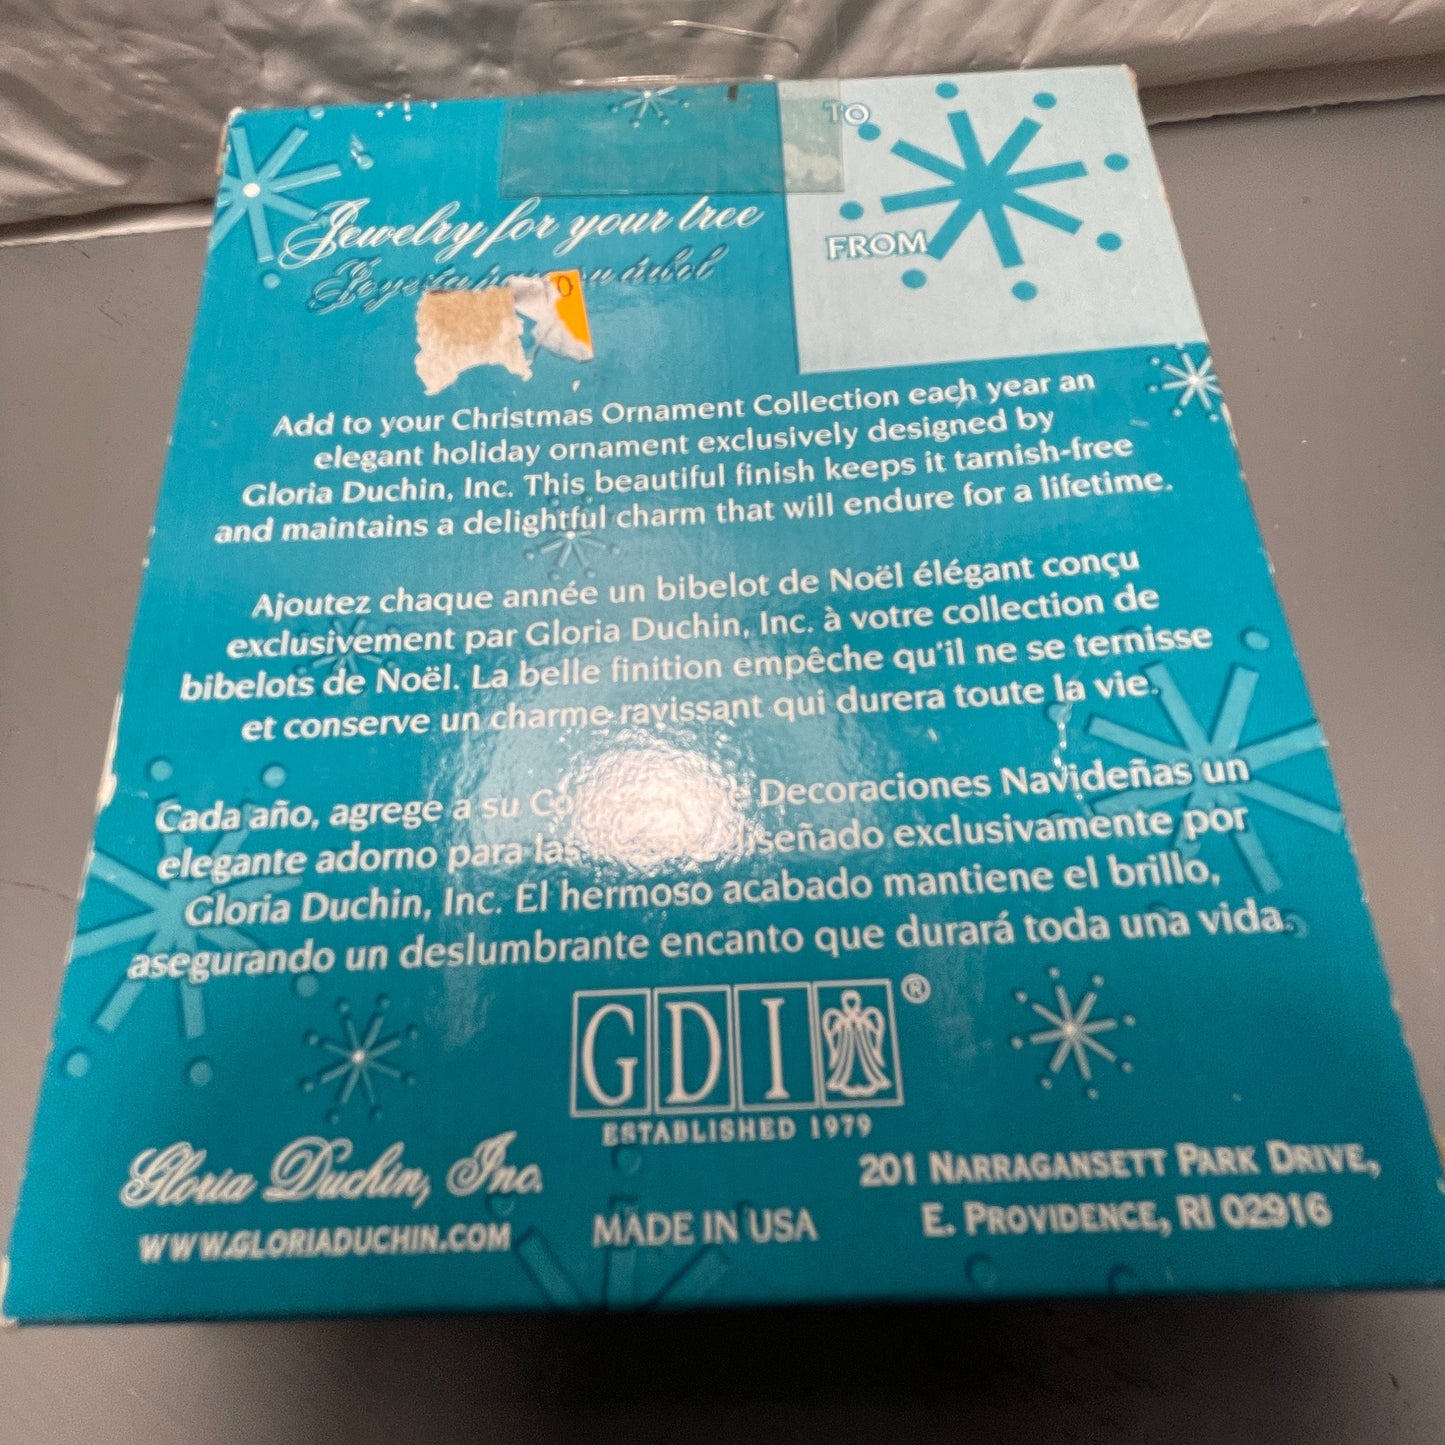 TO
FROM
Jewelry for your tree
su árbol
Add to your Christmas Ornament Collection each year an
elegant holiday ornament exclusively designed by
Gloria Duchin, Inc. This beautiful finish keeps it tarnish-free
and maintains a delightful charm that will endure for a lifetime.
Ajoutez chaque année un bibelot de Noël élégant conçu
exclusivement par Gloria Duchin, Inc. à votre collection de
bibelots de Noël. La belle finition empêche qu'il ne se ternisse
et conserve un charme ravissant qui durera toute la vie.
Cada año, agrege a su Decoraciones Navideñas un
elegante adorno para las diseñado exclusivamente por
Gloria Duchin, Inc. El hermoso acabado mantiene el brillo,
asegurando un deslumbrante encanto que durará toda una vida.
GDI ®
ESTABLISHED 1979
Gloria Duchin, Inc.
WWW.GLORIADUCHIN.COM
MADE IN USA
201 NARRAGANSETT PARK DRIVE,
E. PROVIDENCE, RI 02916